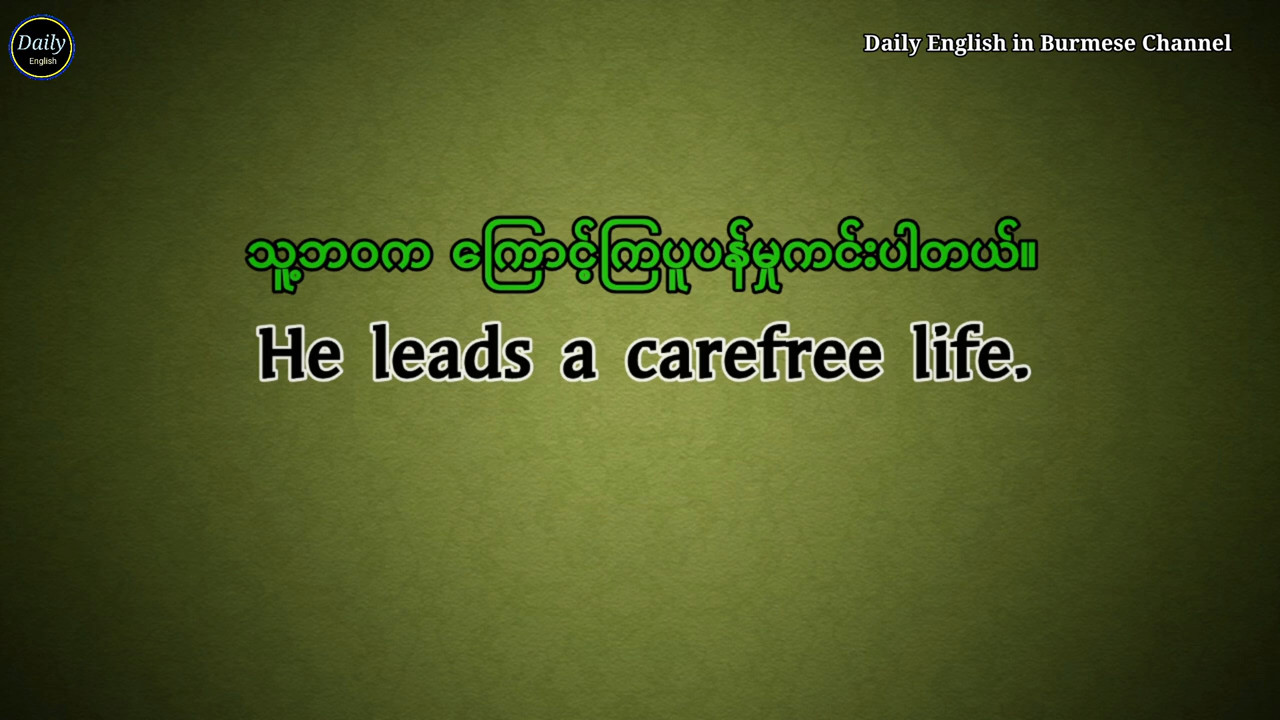 Daily
English
Daily English in Burmese Channel
သူ့ဘဝက ကြောင့်ကြပူပန်မှုကင်းပါတယ်။
He leads a carefree life.